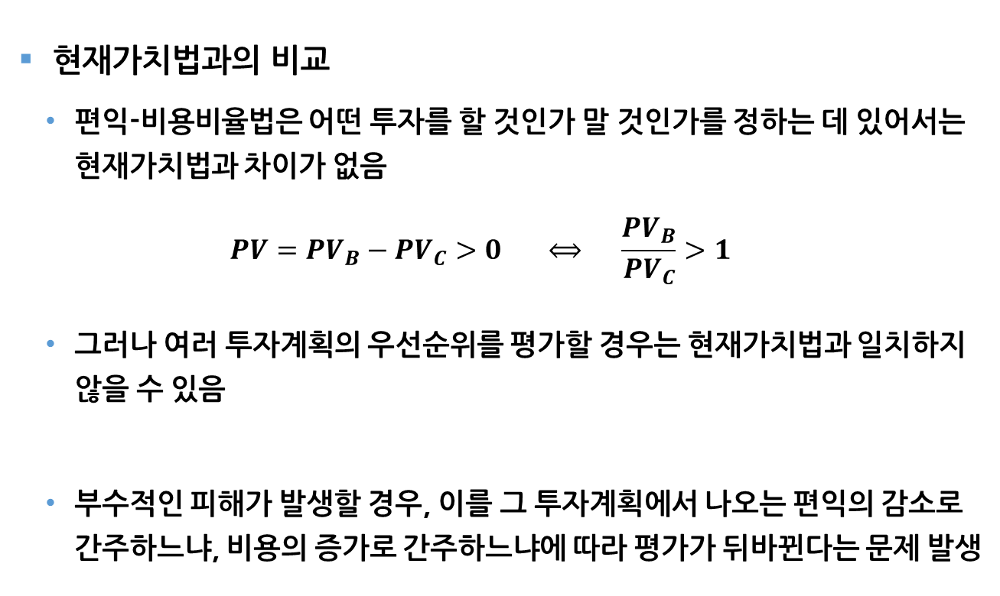 ▪ 현재가치법과의 비교
• 편익-비용비율법은 어떤 투자를 할 것인가 말 것인가를 정하는 데 있어서는
현재가치법과 차이가 없음
PV = PV_B − PV_C > 0 ⇔ PV_B / PV_C > 1
• 그러나 여러 투자계획의 우선순위를 평가할 경우는 현재가치법과 일치하지
않을 수 있음
• 부수적인 피해가 발생할 경우, 이를 그 투자계획에서 나오는 편익의 감소로
간주하느냐, 비용의 증가로 간주하느냐에 따라 평가가 뒤바뀐다는 문제 발생